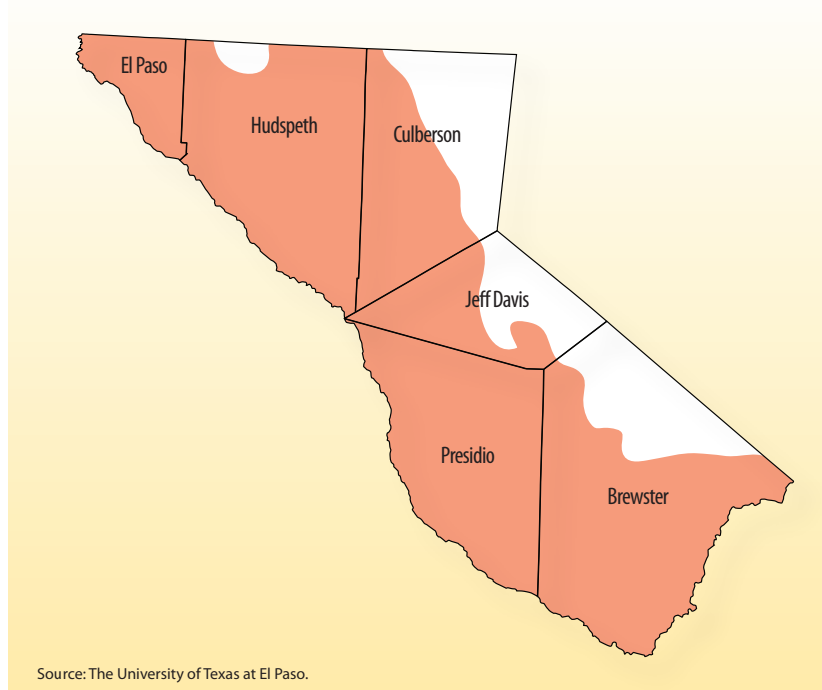 El Paso
Hudspeth
Culberson
Jeff Davis
Presidio
Brewster
Source: The University of Texas at El Paso.